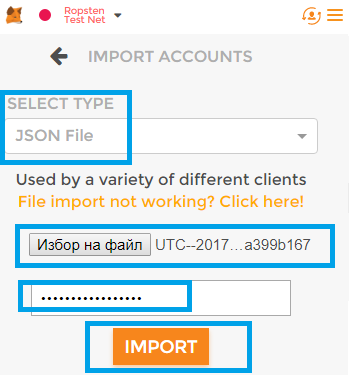 Ropsten
Test Net
IMPORT ACCOUNTS
SELECT TYPE
JSON File
Used by a variety of different clients
File import not working? Click here!
Избор на файл UTC--2017…a399b167
•••••••••••••••••
IMPORT